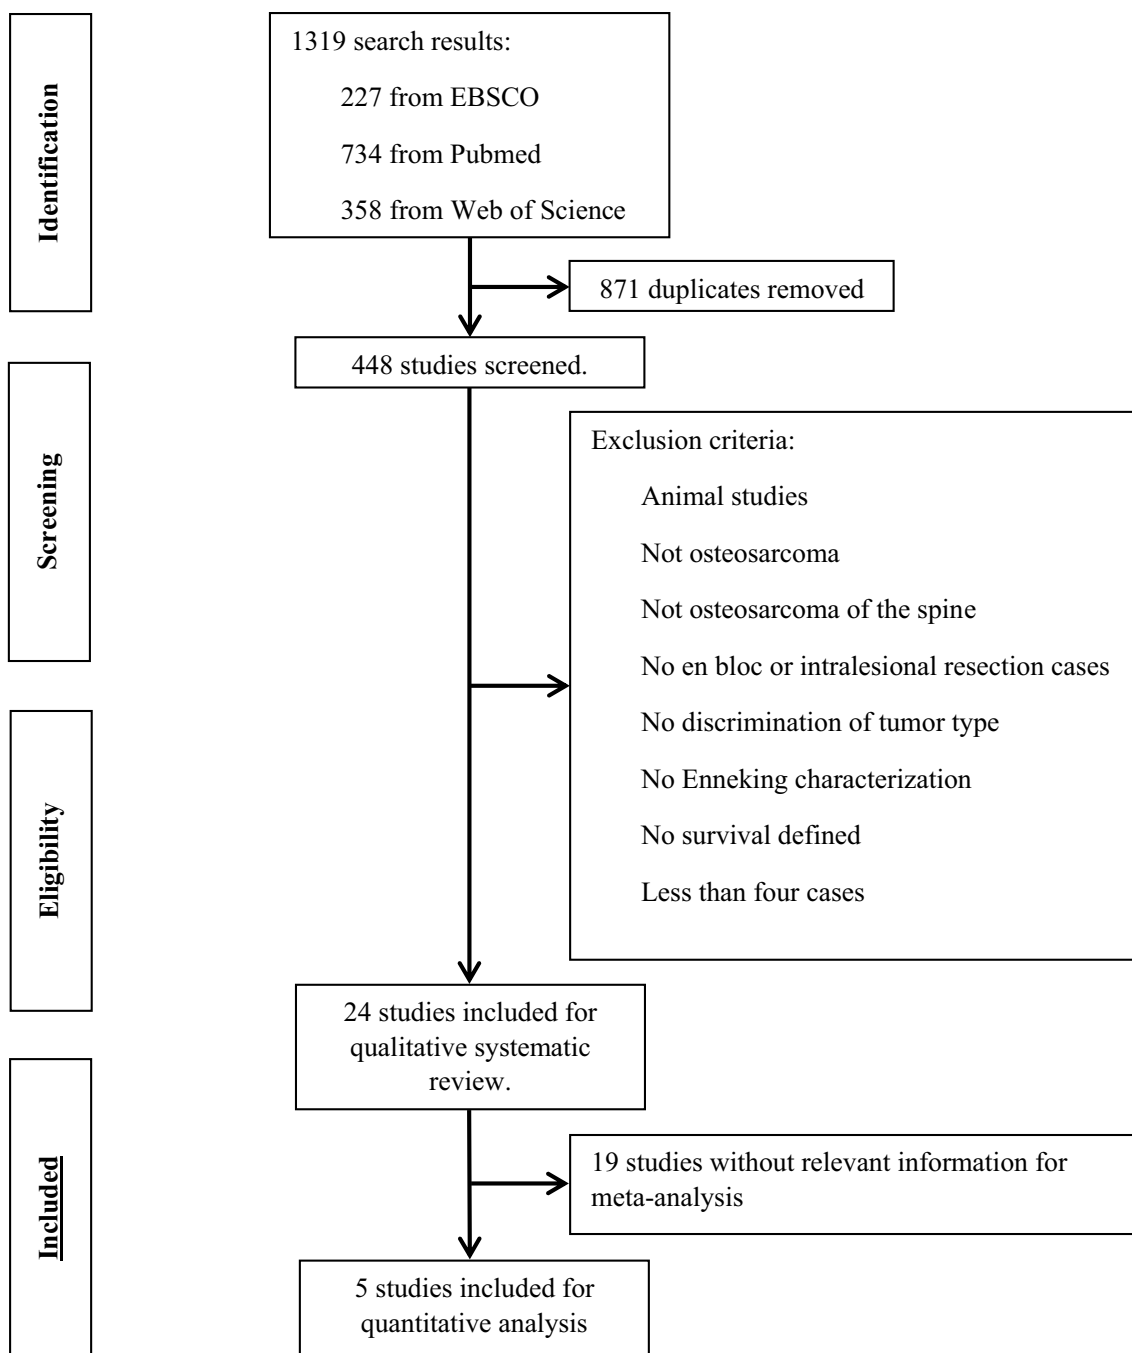 Identification
1319 search results:
227 from EBSCO
734 from Pubmed
358 from Web of Science
871 duplicates removed
Screening
448 studies screened.
Exclusion criteria:
Animal studies
Not osteosarcoma
Not osteosarcoma of the spine
No en bloc or intralesional resection cases
No discrimination of tumor type
No Enneking characterization
No survival defined
Less than four cases
Eligibility
24 studies included for
qualitative systematic
review.
Included
19 studies without relevant information for
meta-analysis
5 studies included for
quantitative analysis